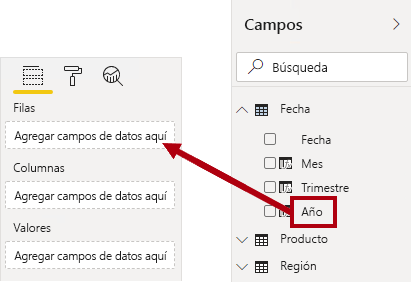 Filas
Agregar campos de datos aquí
Columnas
Agregar campos de datos aquí
Valores
Agregar campos de datos aquí
Campos
Búsqueda
Fecha
Fecha
Mes
Trimestre
Año
Producto
Región